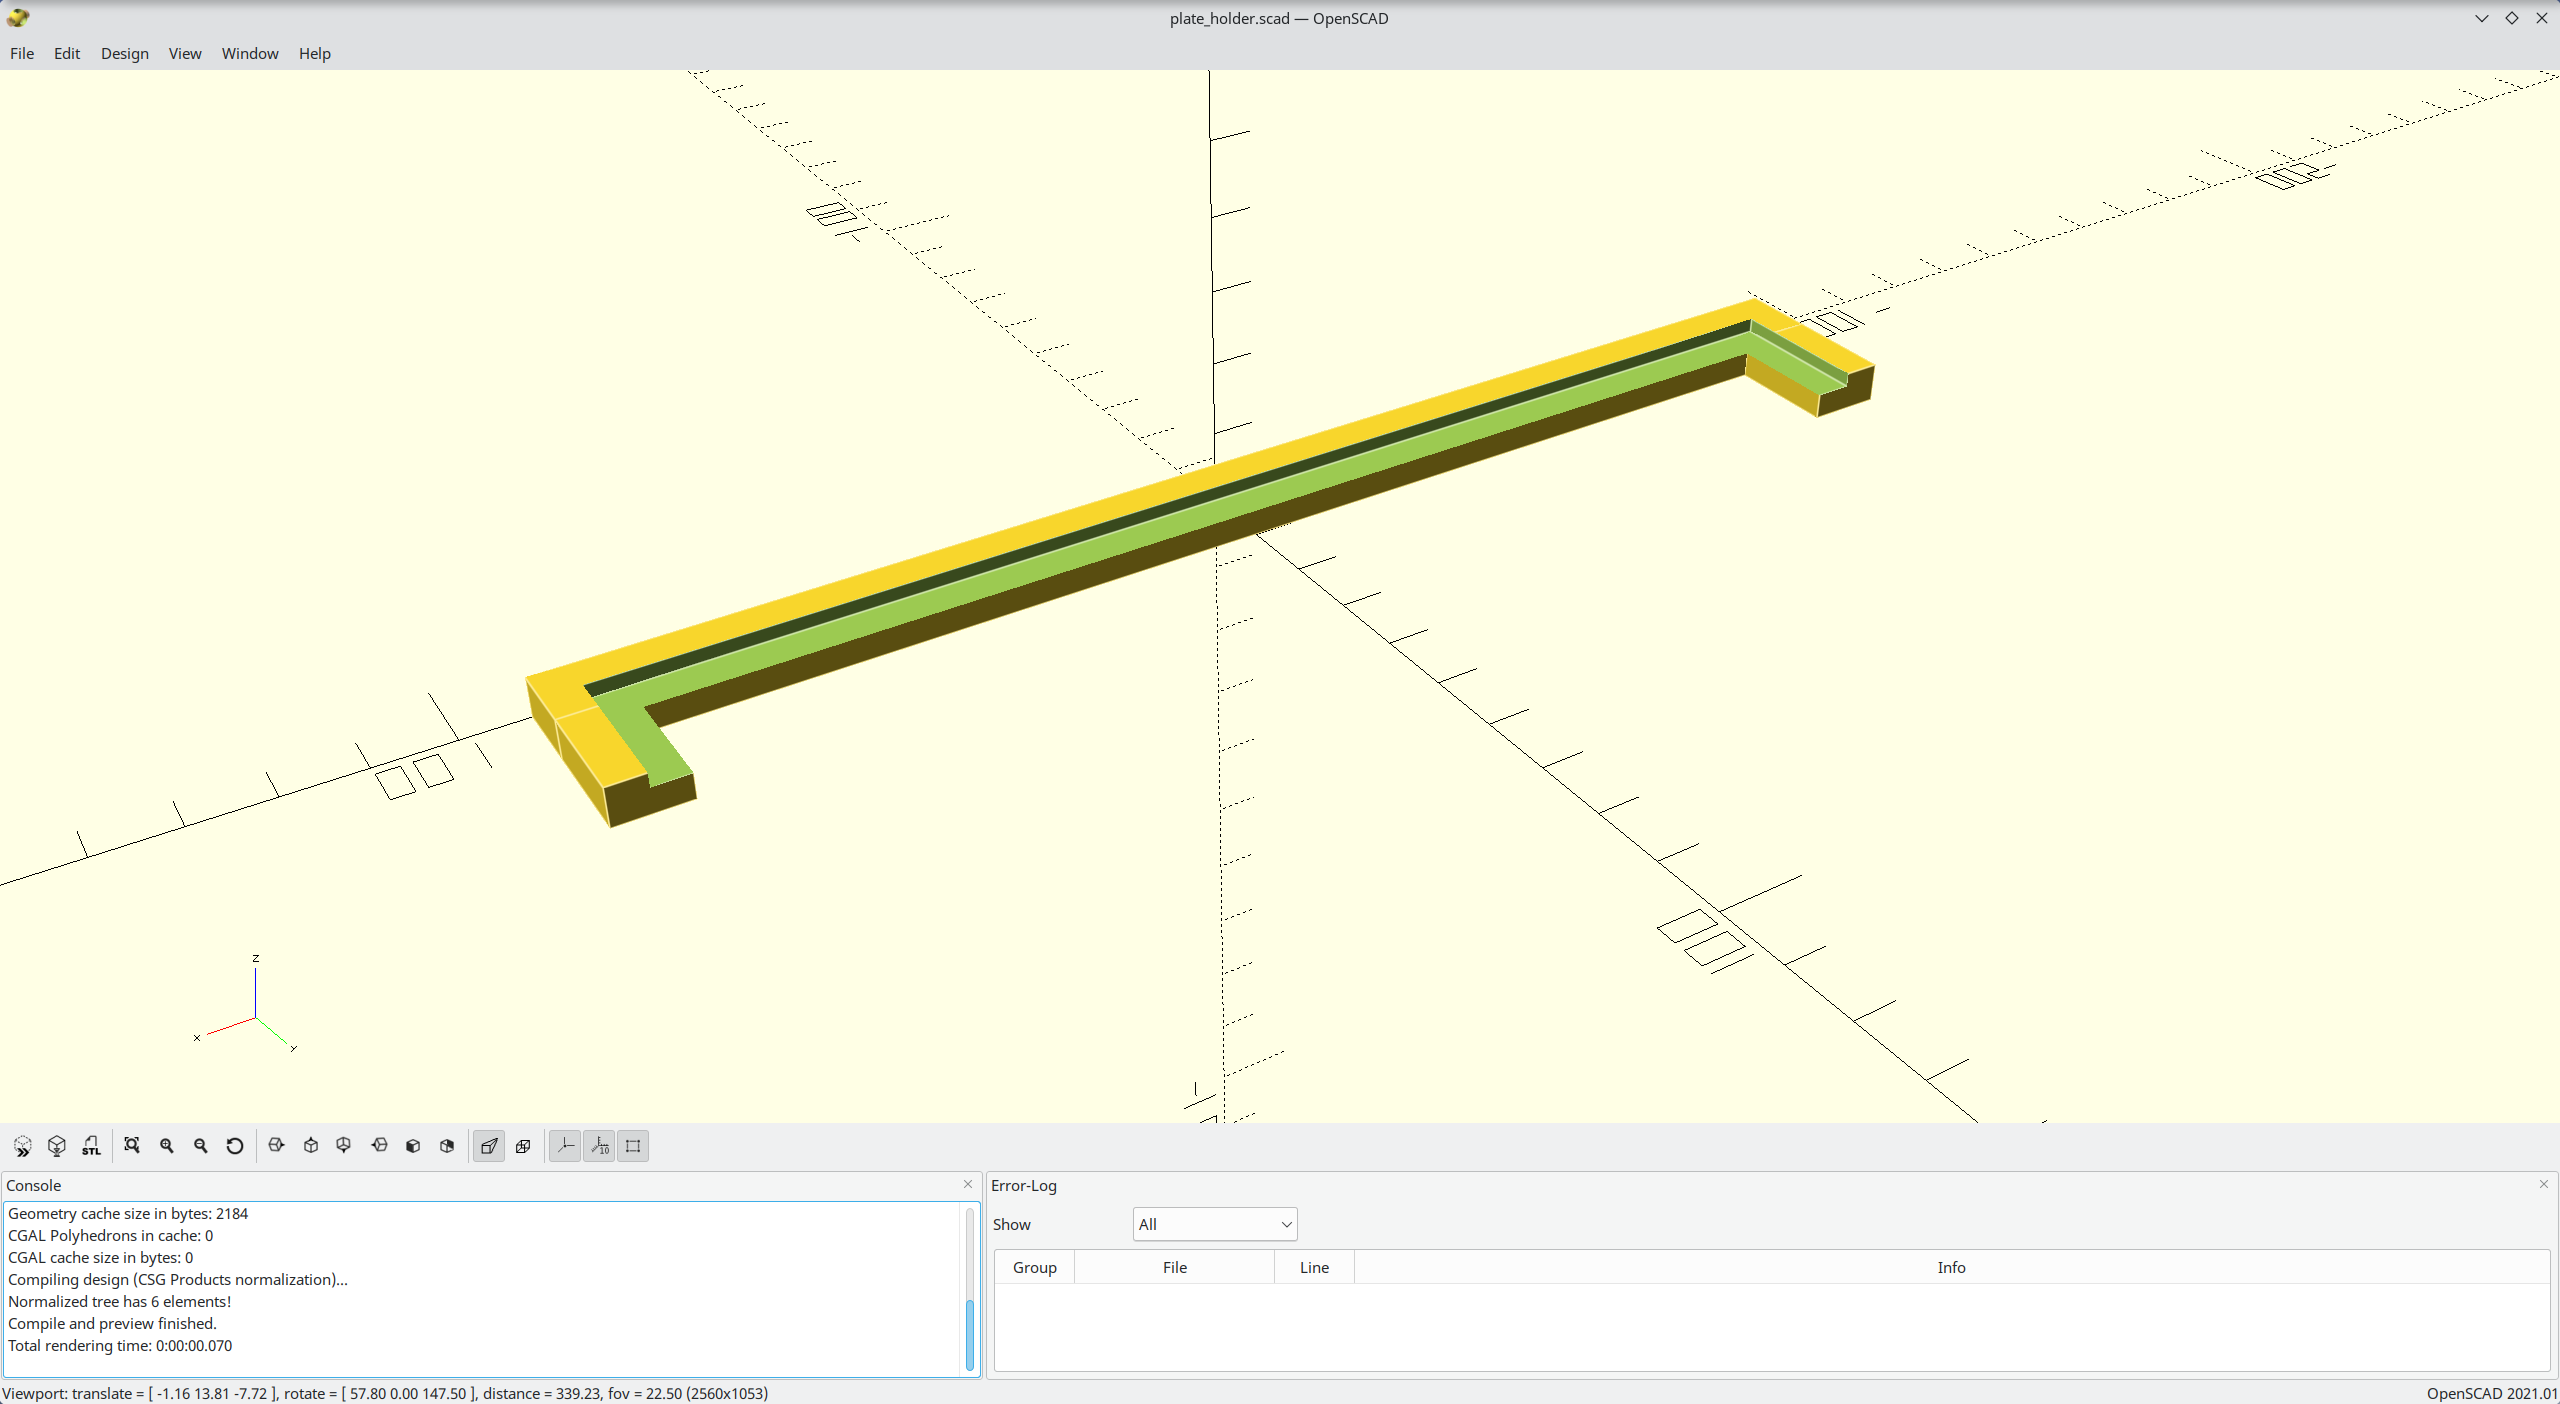 plate_holder.scad — OpenSCAD
File Edit Design View Window Help
z
x
y
STL
10
Console
Geometry cache size in bytes: 2184
CGAL Polyhedrons in cache: 0
CGAL cache size in bytes: 0
Compiling design (CSG Products normalization)...
Normalized tree has 6 elements!
Compile and preview finished.
Total rendering time: 0:00:00.070
Error-Log
Show All
Group File Line Info
Viewport: translate = [ -1.16 13.81 -7.72 ], rotate = [ 57.80 0.00 147.50 ], distance = 339.23, fov = 22.50 (2560x1053)
OpenSCAD 2021.01